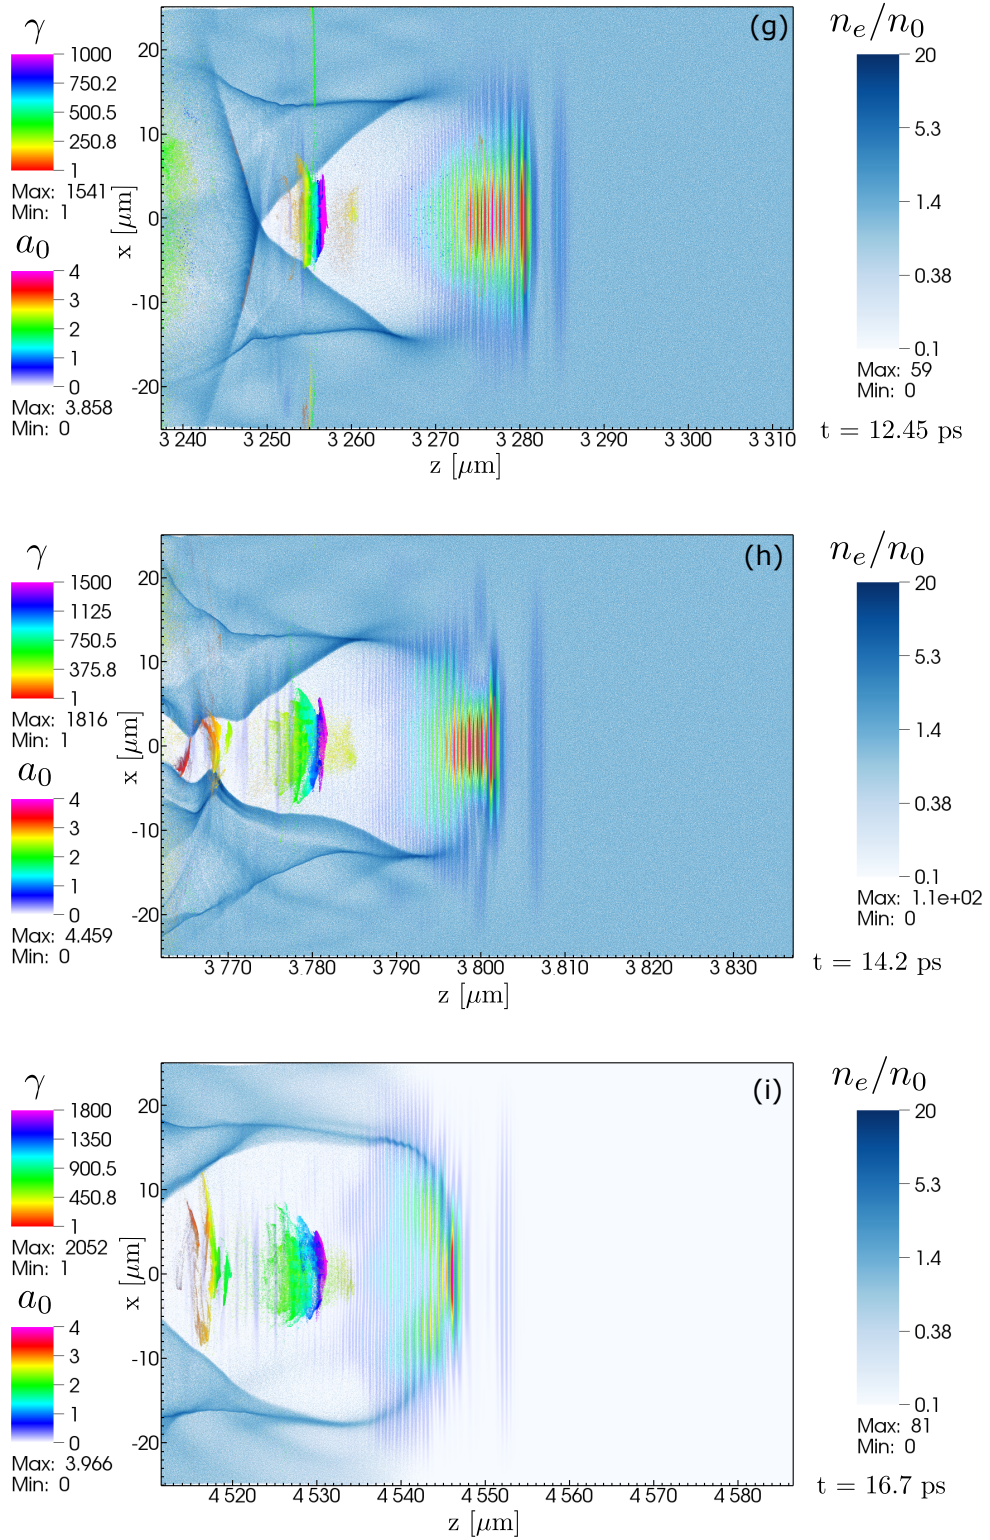 γ
1000
750.2
500.5
250.8
1
Max: 1541
Min: 1
a₀
4
3
2
1
0
Max: 3.858
Min: 0
(g)
x [μm]
20
10
0
-10
-20
3 240 3 250 3 260 3 270 3 280 3 290 3 300 3 310
z [μm]
nₑ/n₀
20
5.3
1.4
0.38
0.1
Max: 59
Min: 0
t = 12.45 ps
γ
1500
1125
750.5
375.8
1
Max: 1816
Min: 1
a₀
4
3
2
1
0
Max: 4.459
Min: 0
(h)
x [μm]
20
10
0
-10
-20
3 770 3 780 3 790 3 800 3 810 3 820 3 830
z [μm]
nₑ/n₀
20
5.3
1.4
0.38
0.1
Max: 1.1e+02
Min: 0
t = 14.2 ps
γ
1800
1350
900.5
450.8
1
Max: 2052
Min: 1
a₀
4
3
2
1
0
Max: 3.966
Min: 0
(i)
x [μm]
20
10
0
-10
-20
4 520 4 530 4 540 4 550 4 560 4 570 4 580
z [μm]
nₑ/n₀
20
5.3
1.4
0.38
0.1
Max: 81
Min: 0
t = 16.7 ps